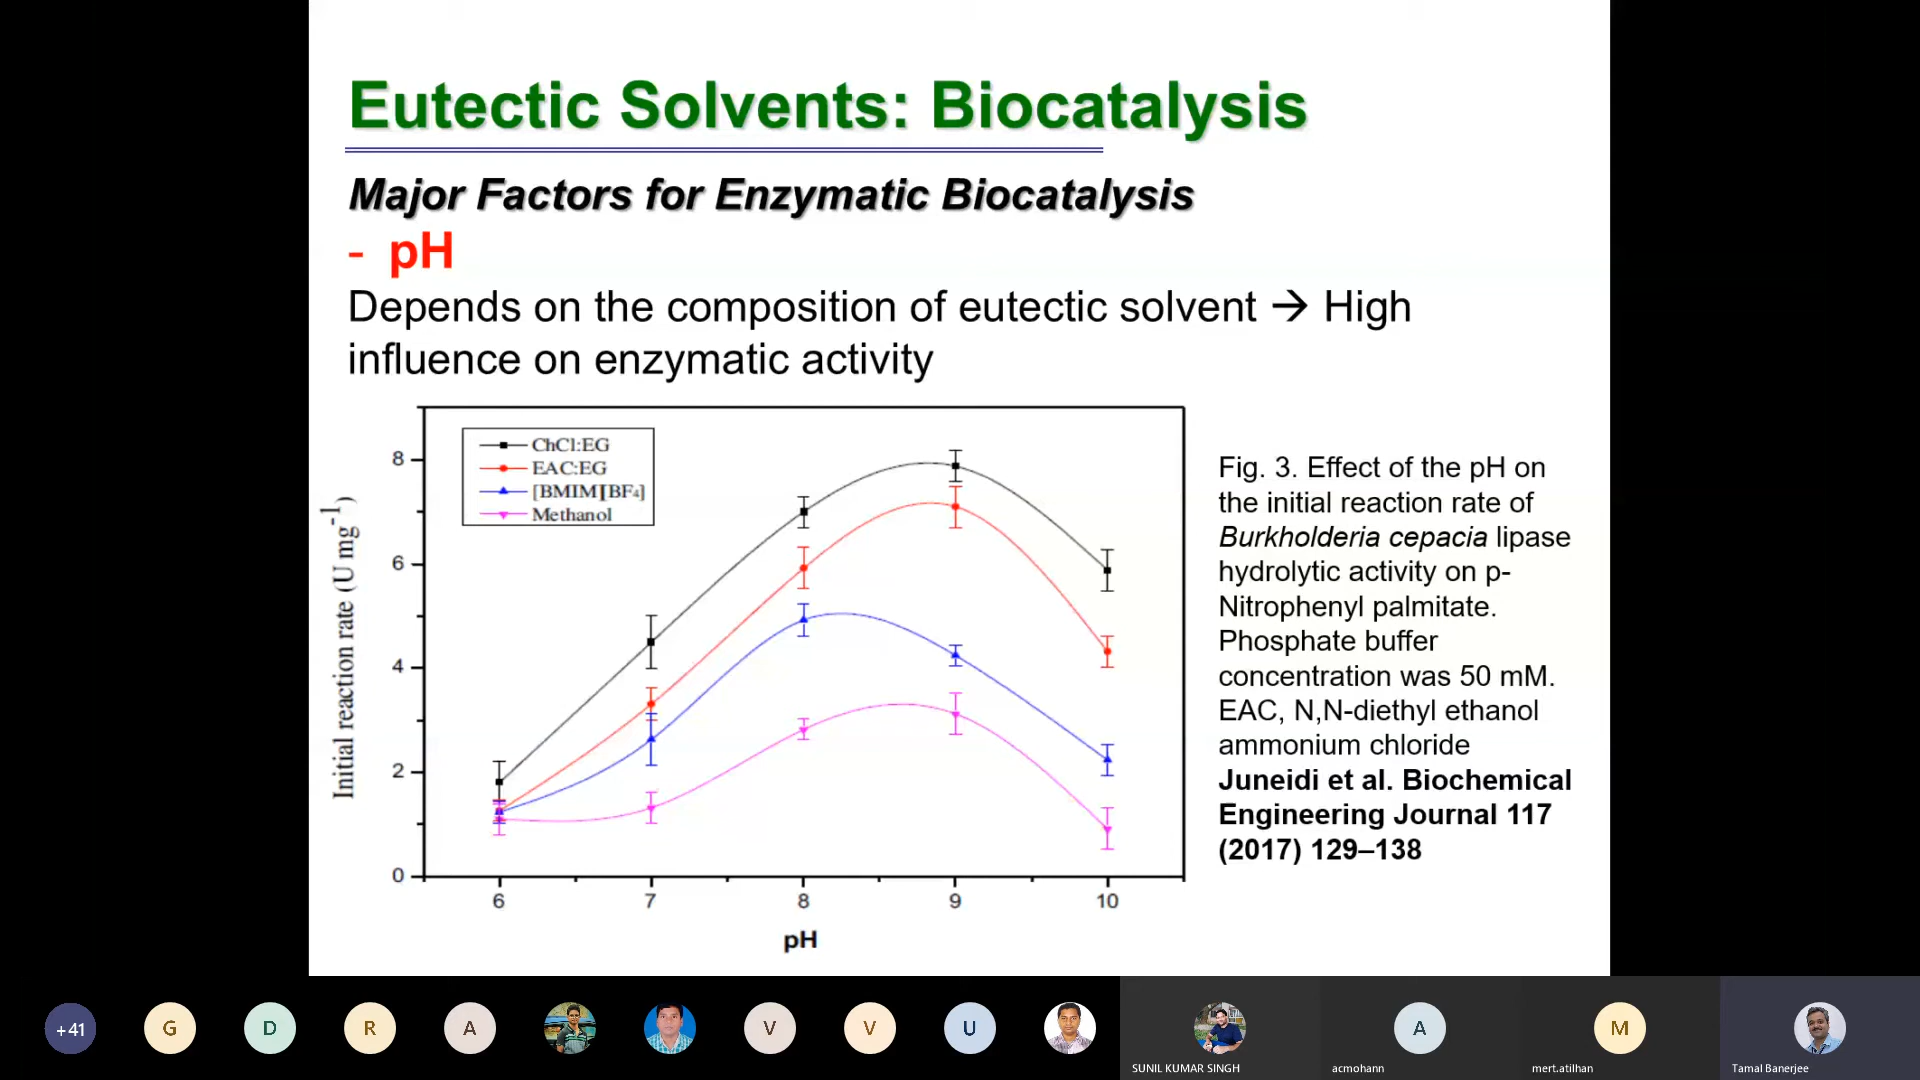 Eutectic Solvents: Biocatalysis
Major Factors for Enzymatic Biocatalysis
- pH
Depends on the composition of eutectic solvent → High
influence on enzymatic activity
ChCl:EG
EAC:EG
[BMIM][BF₄]
Methanol
Initial reaction rate (U mg⁻¹)
8
6
4
2
0
6 7 8 9 10
pH
Fig. 3. Effect of the pH on
the initial reaction rate of
Burkholderia cepacia lipase
hydrolytic activity on p-
Nitrophenyl palmitate.
Phosphate buffer
concentration was 50 mM.
EAC, N,N-diethyl ethanol
ammonium chloride
Juneidi et al. Biochemical
Engineering Journal 117
(2017) 129–138
+41 G D R A V V U A M
SUNIL KUMAR SINGH acmohann mert.atilhan Tamal Banerjee